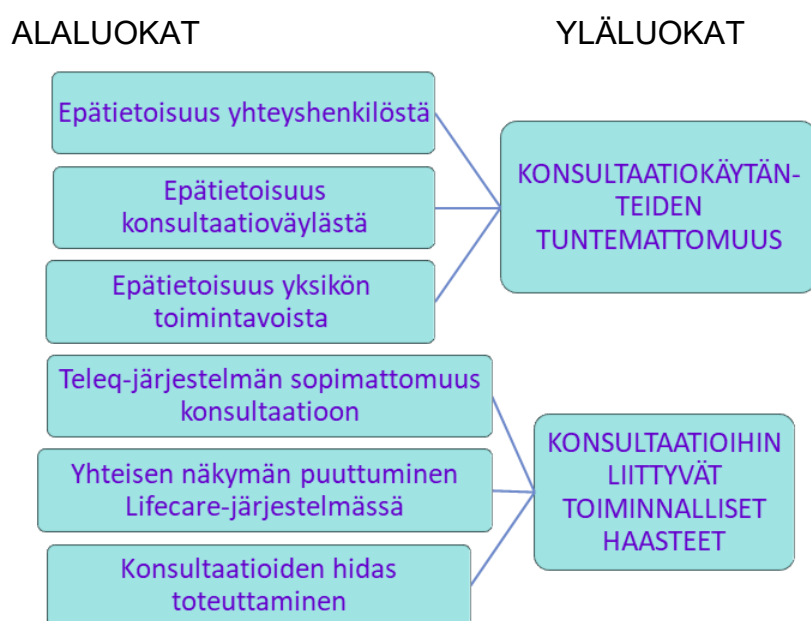 ALALUOKAT
YLÄLUOKAT
Epätietoisuus yhteyshenkilöstä
Epätietoisuus
konsultaatioväylästä
Epätietoisuus yksikön
toimintavoista
KONSULTAATIOKÄYTÄN-
TEIDEN
TUNTEMATTOMUUS
Teleq-järjestelmän sopimattomuus
konsultaatioon
Yhteisen näkymän puuttuminen
Lifecare-järjestelmässä
Konsultaatioiden hidas
toteuttaminen
KONSULTAATIOIHIN
LIITTYVÄT
TOIMINNALLISET
HAASTEET